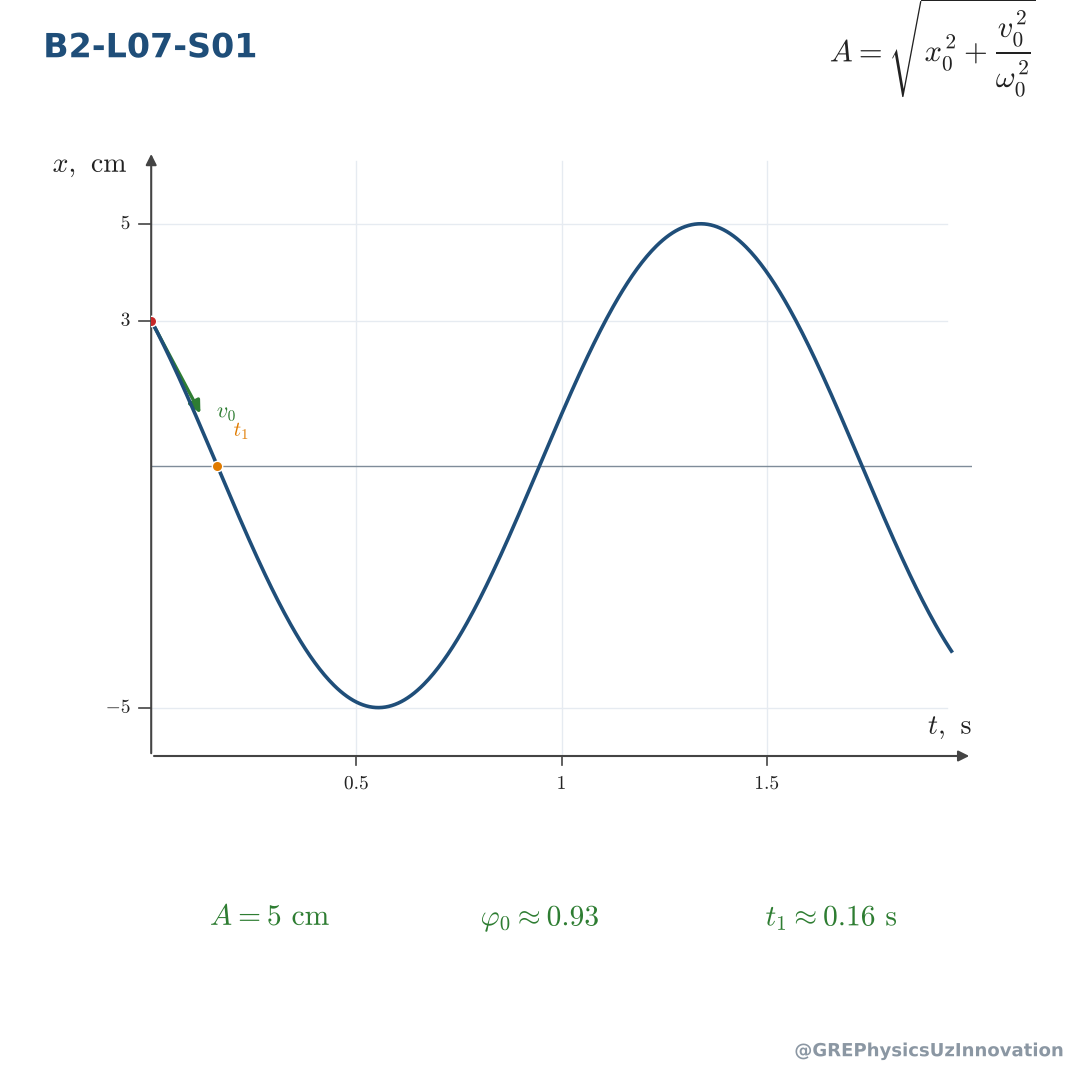 B2-L07-S01
A = √(x₀² + v₀²/ω₀²)
x, cm
5
3
v₀
t₁
−5
t, s
0.5 1 1.5
A = 5 cm φ₀ ≈ 0.93 t₁ ≈ 0.16 s
@GREPhysicsUzInnovation